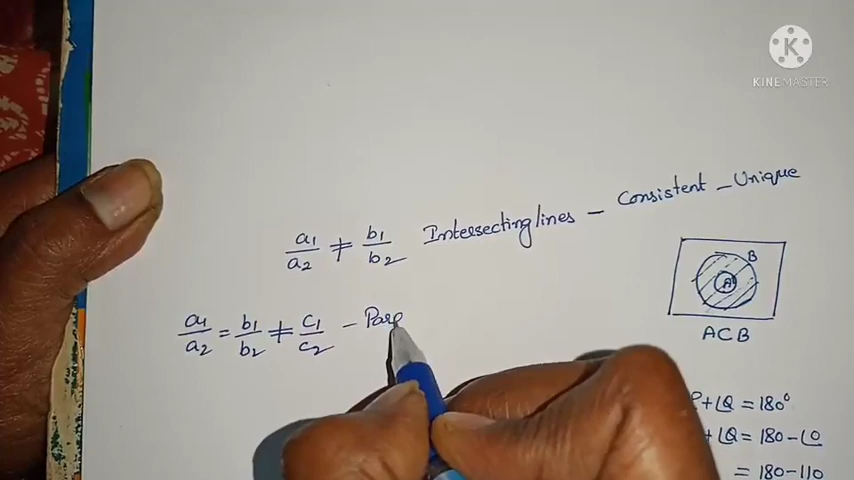 K
KINEMASTER
a1/a2 ≠ b1/b2 Intersecting lines - Consistent - Unique
a1/a2 = b1/b2 ≠ c1/c2 - Para
B
A
ACB
+∠Q = 180°
+∠Q = 180-∠O
= 180-110